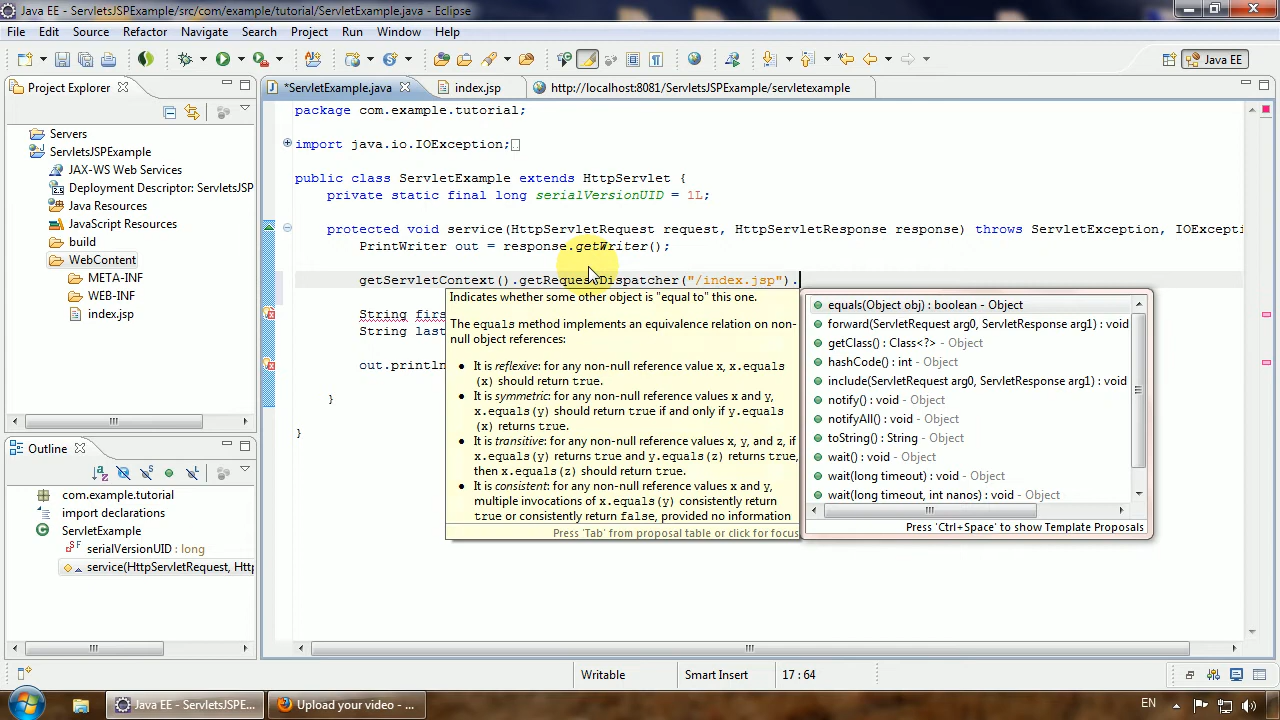 Java EE - ServletsJSPExample/src/com/example/tutorial/ServletExample.java - Eclipse
File Edit Source Refactor Navigate Search Project Run Window Help
Java EE
Project Explorer
*ServletExample.java
index.jsp
http://localhost:8081/ServletsJSPExample/servletexample
Servers
ServletsJSPExample
JAX-WS Web Services
Deployment Descriptor: ServletsJSP
Java Resources
JavaScript Resources
build
WebContent
META-INF
WEB-INF
index.jsp
Outline
com.example.tutorial
import declarations
ServletExample
serialVersionUID : long
service(HttpServletRequest, Htt
package com.example.tutorial;
import java.io.IOException;
public class ServletExample extends HttpServlet {
private static final long serialVersionUID = 1L;
protected void service(HttpServletRequest request, HttpServletResponse response) throws ServletException, IOExcepti
PrintWriter out = response.getWriter();
getServletContext().getRequestDispatcher("/index.jsp").
String firs
String last
out.println
}
}
Indicates whether some other object is "equal to" this one.
The equals method implements an equivalence relation on non-
null object references:
• It is reflexive: for any non-null reference value x, x.equals
(x) should return true.
• It is symmetric: for any non-null reference values x and y,
x.equals(y) should return true if and only if y.equals
(x) returns true.
• It is transitive: for any non-null reference values x, y, and z, if
x.equals(y) returns true and y.equals(z) returns true,
then x.equals(z) should return true.
• It is consistent: for any non-null reference values x and y,
multiple invocations of x.equals(y) consistently return
true or consistently return false, provided no information
Press 'Tab' from proposal table or click for focus
equals(Object obj) : boolean - Object
forward(ServletRequest arg0, ServletResponse arg1) : void
getClass() : Class<?> - Object
hashCode() : int - Object
include(ServletRequest arg0, ServletResponse arg1) : void
notify() : void - Object
notifyAll() : void - Object
toString() : String - Object
wait() : void - Object
wait(long timeout) : void - Object
wait(long timeout, int nanos) : void - Object
Press 'Ctrl+Space' to show Template Proposals
Writable
Smart Insert
17 : 64
Java EE - ServletsJSPE...
Upload your video - ...
EN